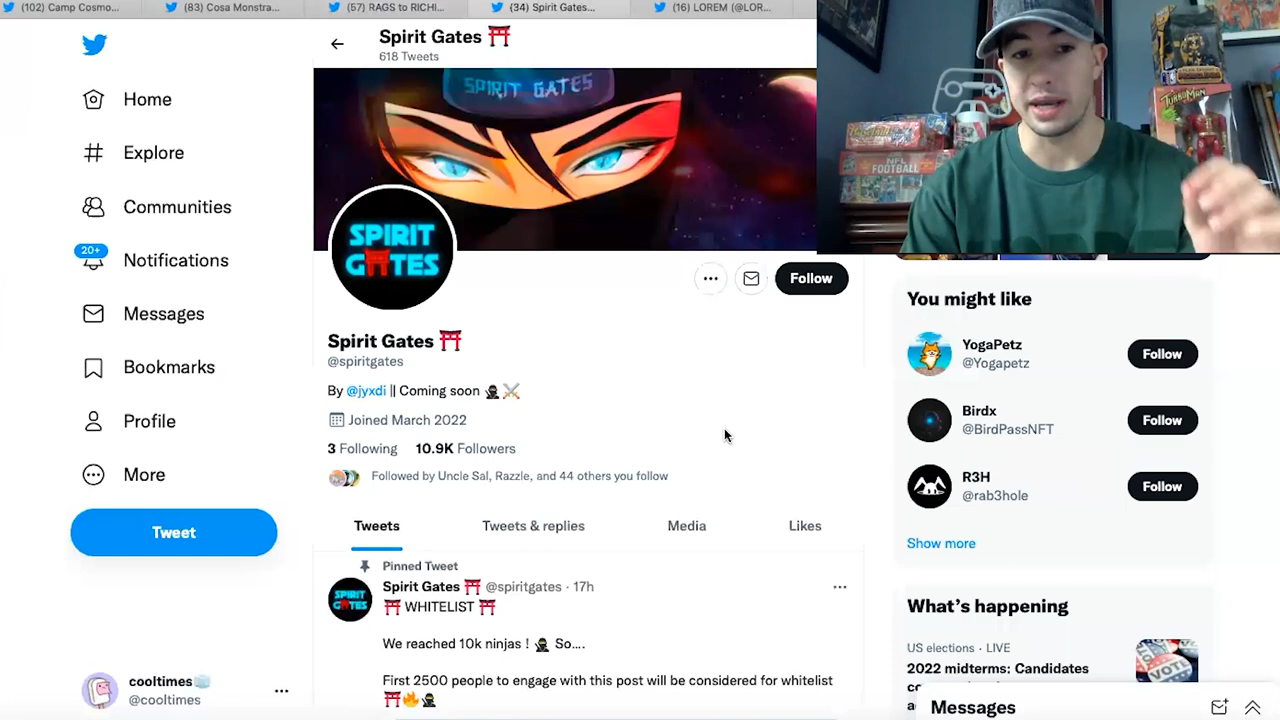 (102) Camp Cosmo...
(83) Cosa Monstra...
(57) RAGS to RICHI...
(34) Spirit Gates...
(16) LOREM (@LOR...
Spirit Gates ⛩️
618 Tweets
SPIRIT GATES
SPIRIT
GATES
Home
Explore
Communities
20+
Notifications
Messages
Bookmarks
Profile
More
Tweet
cooltimes🧊
@cooltimes
Follow
Spirit Gates ⛩️
@spiritgates
By @jyxdi || Coming soon 🥷⚔️
Joined March 2022
3 Following 10.9K Followers
Followed by Uncle Sal, Razzle, and 44 others you follow
Tweets Tweets & replies Media Likes
Pinned Tweet
Spirit Gates ⛩️ @spiritgates · 17h
⛩️ WHITELIST ⛩️
We reached 10k ninjas ! 🥷 So....
First 2500 people to engage with this post will be considered for whitelist
⛩️🔥🥷
SPIRIT
GATES
NFL
FOOTBALL
TURBOMAN
You might like
YogaPetz
@Yogapetz
Follow
Birdx
@BirdPassNFT
Follow
R3H
@rab3hole
Follow
Show more
What's happening
US elections · LIVE
2022 midterms: Candidates
VOTE
Messages